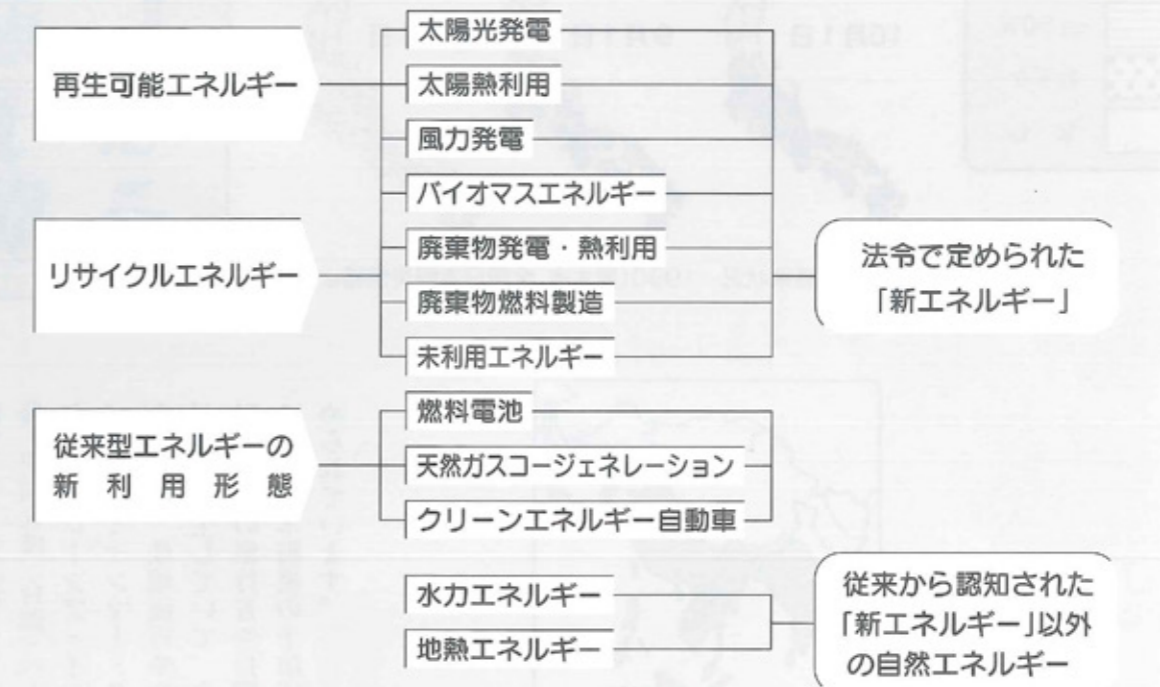 再生可能エネルギー
太陽光発電
太陽熱利用
風力発電
バイオマスエネルギー
リサイクルエネルギー
廃棄物発電・熱利用
廃棄物燃料製造
未利用エネルギー
法令で定められた
「新エネルギー」
従来型エネルギーの
新利用形態
燃料電池
天然ガスコージェネレーション
クリーンエネルギー自動車
水力エネルギー
地熱エネルギー
従来から認知された
「新エネルギー」以外
の自然エネルギー